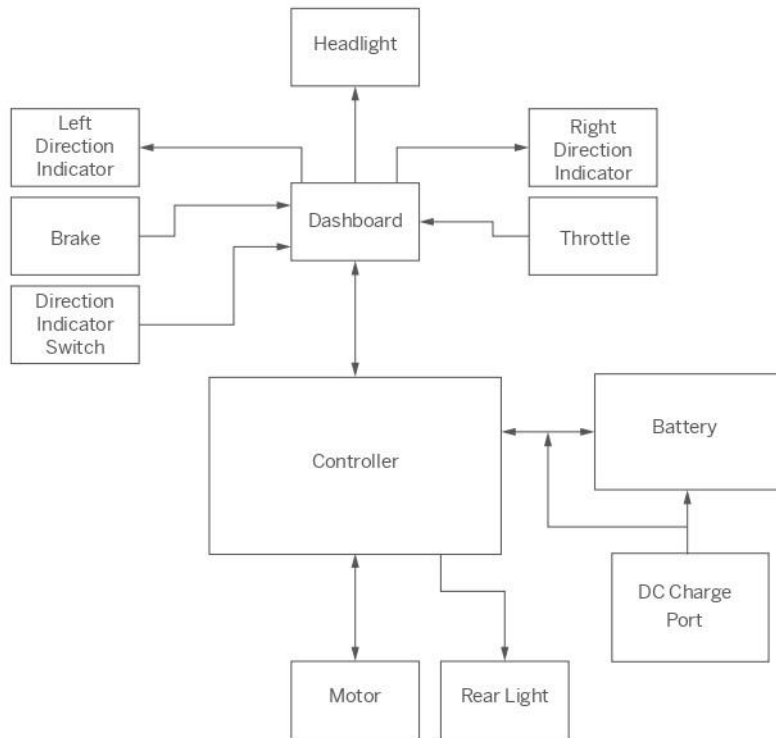 Headlight
Left
Direction
Indicator
Right
Direction
Indicator
Brake
Dashboard
Throttle
Direction
Indicator
Switch
Controller
Battery
DC Charge
Port
Motor
Rear Light